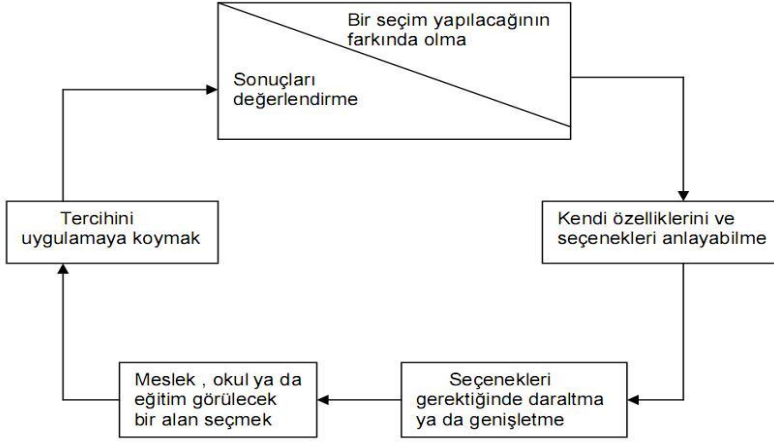 Bir seçim yapılacağının
farkında olma
Sonuçları
değerlendirme
Kendi özelliklerini ve
seçenekleri anlayabilme
Seçenekleri
gerektiğinde daraltma
ya da genişletme
Meslek , okul ya da
eğitim görülecek
bir alan seçmek
Tercihini
uygulamaya koymak